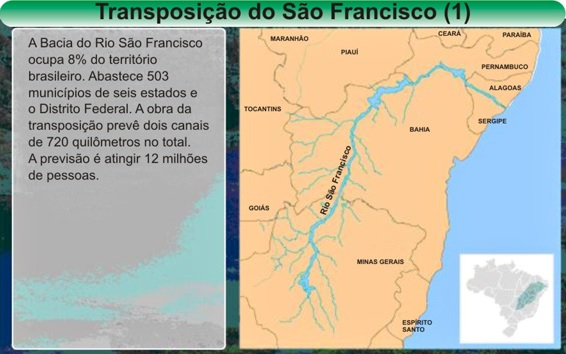 Transposição do São Francisco (1)
A Bacia do Rio São Francisco
ocupa 8% do território
brasileiro. Abastece 503
municípios de seis estados e
o Distrito Federal. A obra da
transposição prevê dois canais
de 720 quilômetros no total.
A previsão é atingir 12 milhões
de pessoas.
MARANHÃO
PIAUÍ
CEARÁ
PARAÍBA
PERNAMBUCO
ALAGOAS
SERGIPE
TOCANTINS
BAHIA
Rio São Francisco
GOIÁS
MINAS GERAIS
ESPÍRITO
SANTO